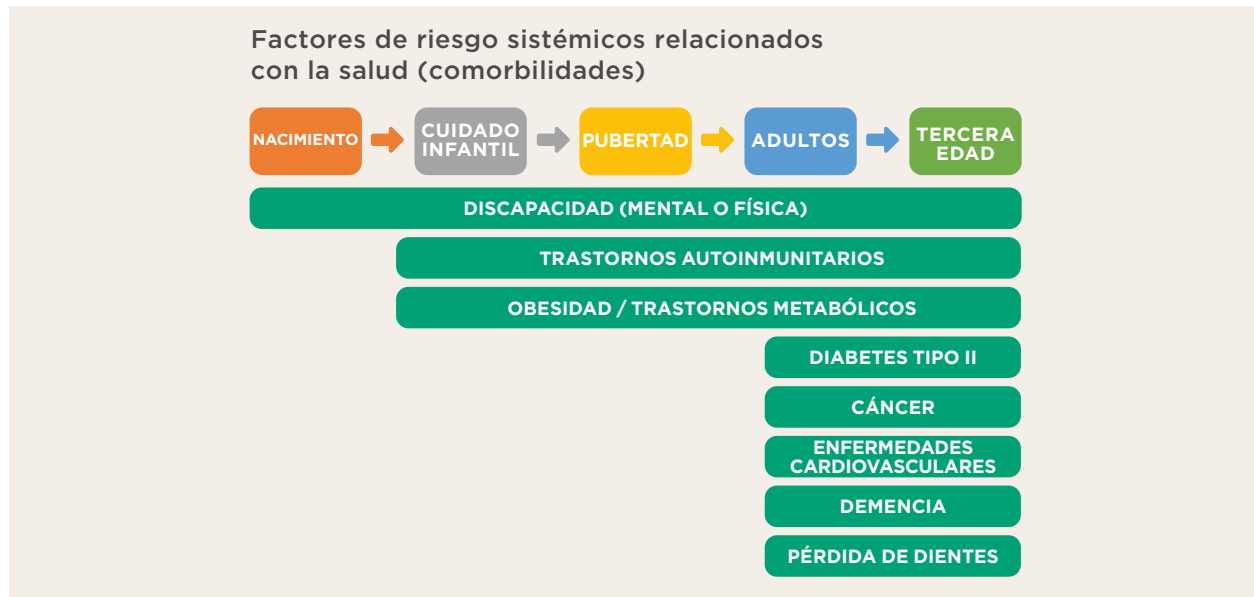 Factores de riesgo sistémicos relacionados
con la salud (comorbilidades)
NACIMIENTO
CUIDADO
INFANTIL
PUBERTAD
ADULTOS
TERCERA
EDAD
DISCAPACIDAD (MENTAL O FÍSICA)
TRASTORNOS AUTOINMUNITARIOS
OBESIDAD / TRASTORNOS METABÓLICOS
DIABETES TIPO II
CÁNCER
ENFERMEDADES
CARDIOVASCULARES
DEMENCIA
PÉRDIDA DE DIENTES